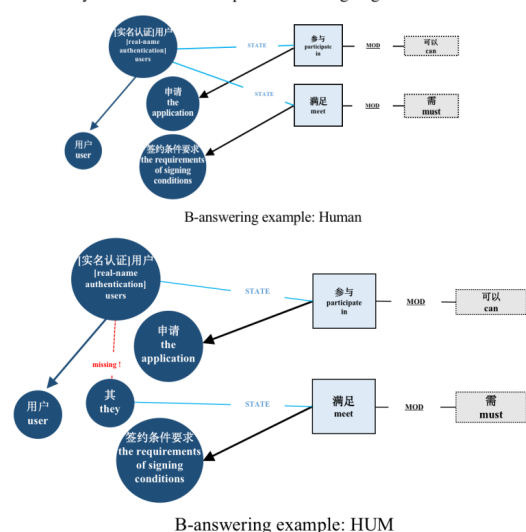 [实名认证]用户
[real-name
authentication]
users
STATE
参与
participate
in
MOD
可以
can
申请
the
application
STATE
满足
meet
MOD
需
must
用户
user
签约条件要求
the requirements
of signing
conditions
B-answering example: Human
[实名认证]用户
[real-name
authentication]
users
STATE
参与
participate
in
MOD
可以
can
申请
the
application
missing !
用户
user
其
they
STATE
满足
meet
MOD
需
must
签约条件要求
the requirements
of signing
conditions
B-answering example: HUM